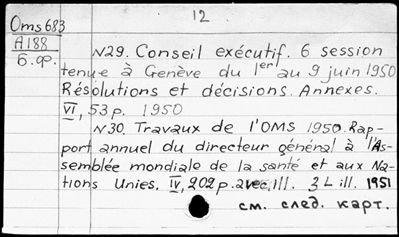 12
Oms 683
A188
б.ф.
N29. Conseil exécutif. 6 session
tenue à Genève du 1er au 9 juin 1950
Résolutions et décisions. Annexes.
VI, 53 p. 1950
N30. Travaux de l'OMS 1950. Rap-
port annuel du directeur général à l'As-
semblée mondiale de la santé et aux Na-
tions Unies. IV, 202 p. avec ill. 3 L ill. 1951
см. след. карт.